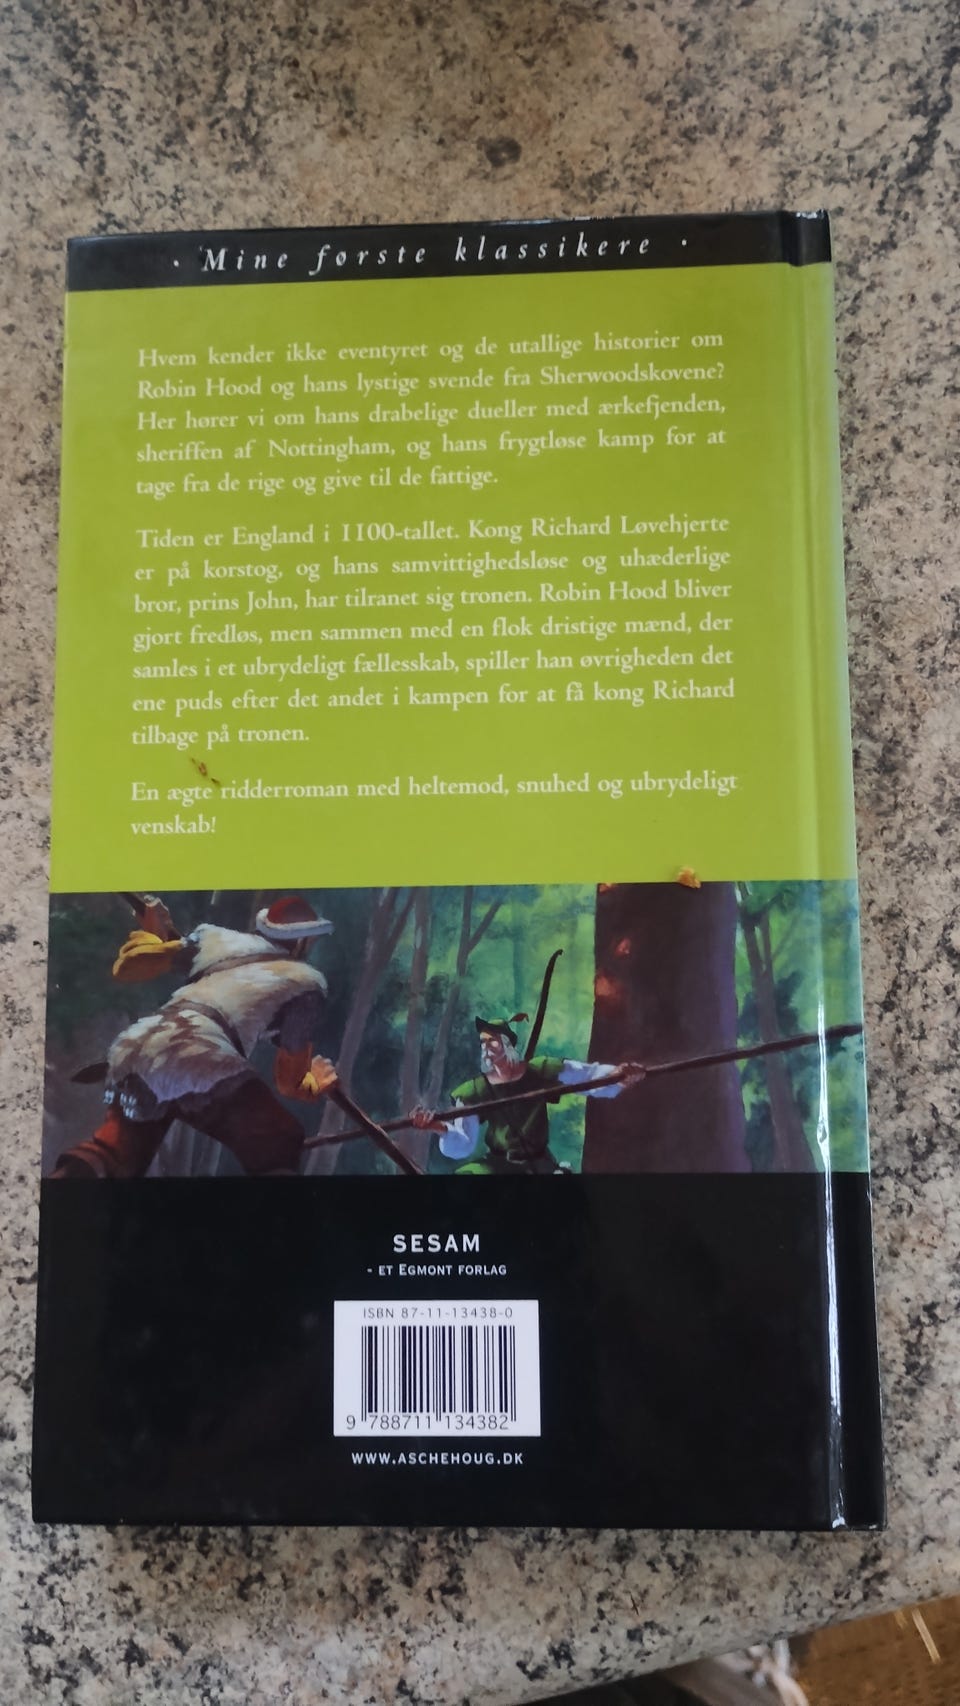 · Mine første klassikere ·
Hvem kender ikke eventyret og de utallige historier om
Robin Hood og hans lystige svende fra Sherwoodskovene?
Her hører vi om hans drabelige dueller med ærkefjenden,
sheriffen af Nottingham, og hans frygtløse kamp for at
tage fra de rige og give til de fattige.
Tiden er England i 1100-tallet. Kong Richard Løvehjerte
er på korstog, og hans samvittighedsløse og uhæderlige
bror, prins John, har tilranet sig tronen. Robin Hood bliver
gjort fredløs, men sammen med en flok dristige mænd, der
samles i et ubrydeligt fællesskab, spiller han øvrigheden det
ene puds efter det andet i kampen for at få kong Richard
tilbage på tronen.
En ægte ridderroman med heltemod, snuhed og ubrydeligt
venskab!
SESAM
- ET EGMONT FORLAG
ISBN 87-11-13438-0
9 788711 134382
WWW.ASCHEHOUG.DK